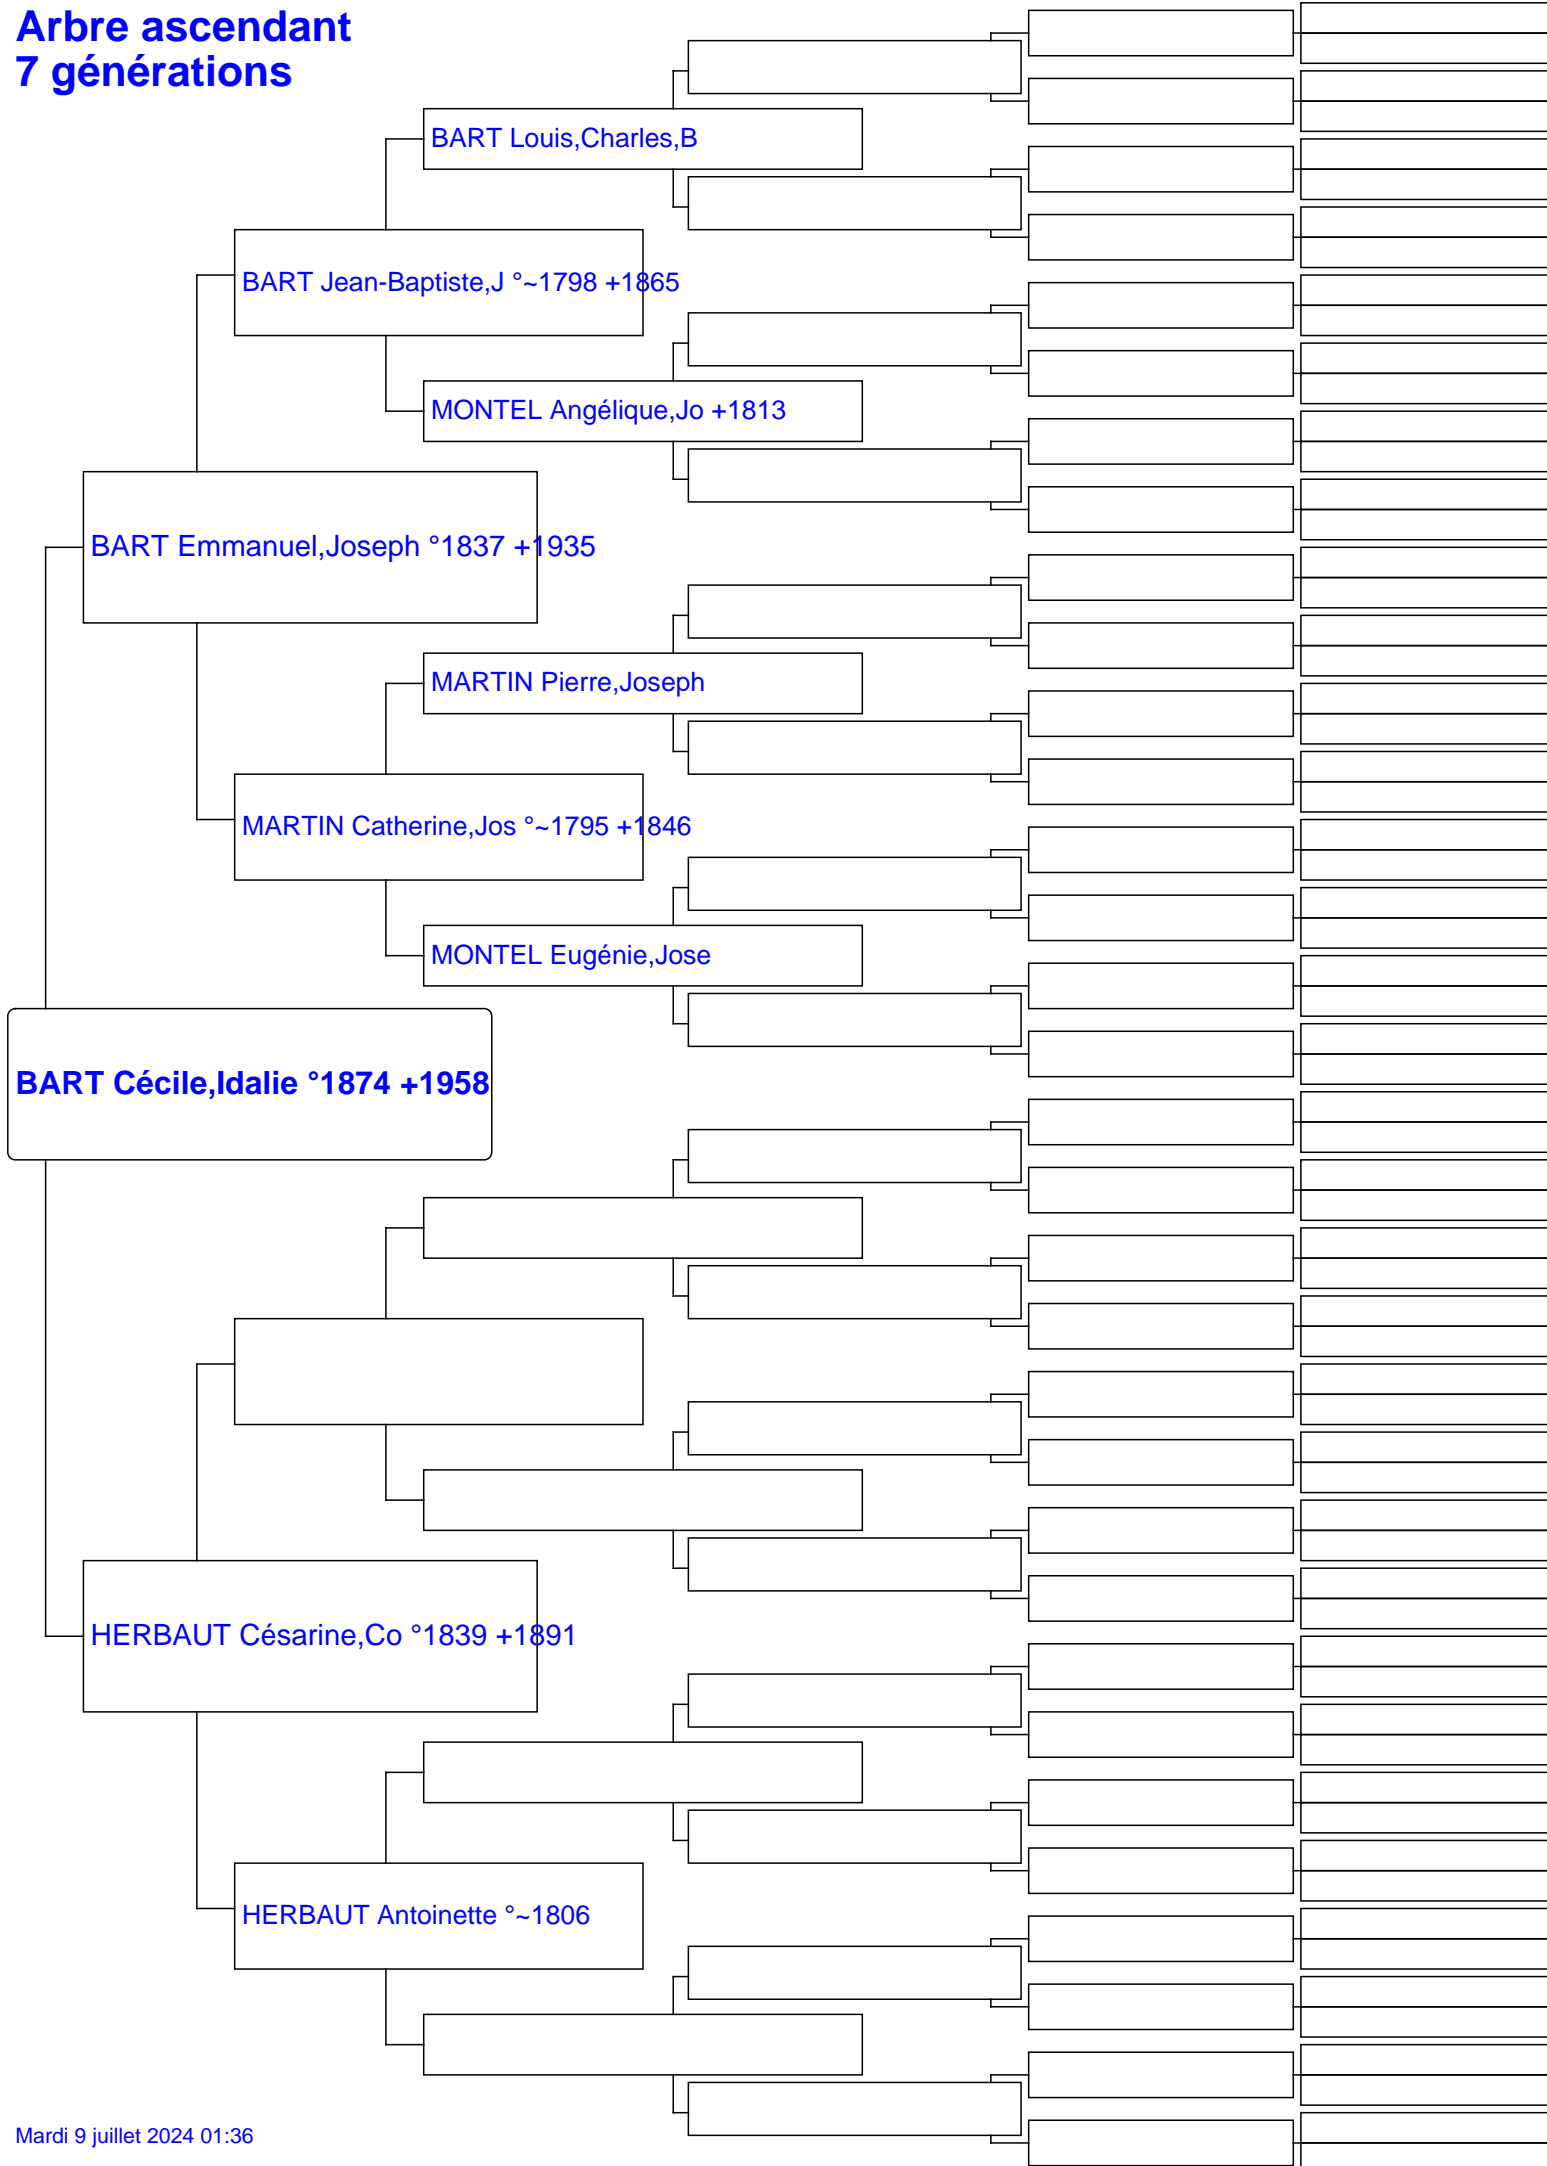 Arbre ascendant
7 générations
BART Louis,Charles,B
BART Jean-Baptiste,J °~1798 +1865
MONTEL Angélique,Jo +1813
BART Emmanuel,Joseph °1837 +1935
MARTIN Pierre,Joseph
MARTIN Catherine,Jos °~1795 +1846
MONTEL Eugénie,Jose
BART Cécile,Idalie °1874 +1958
HERBAUT Césarine,Co °1839 +1891
HERBAUT Antoinette °~1806
Mardi 9 juillet 2024 01:36